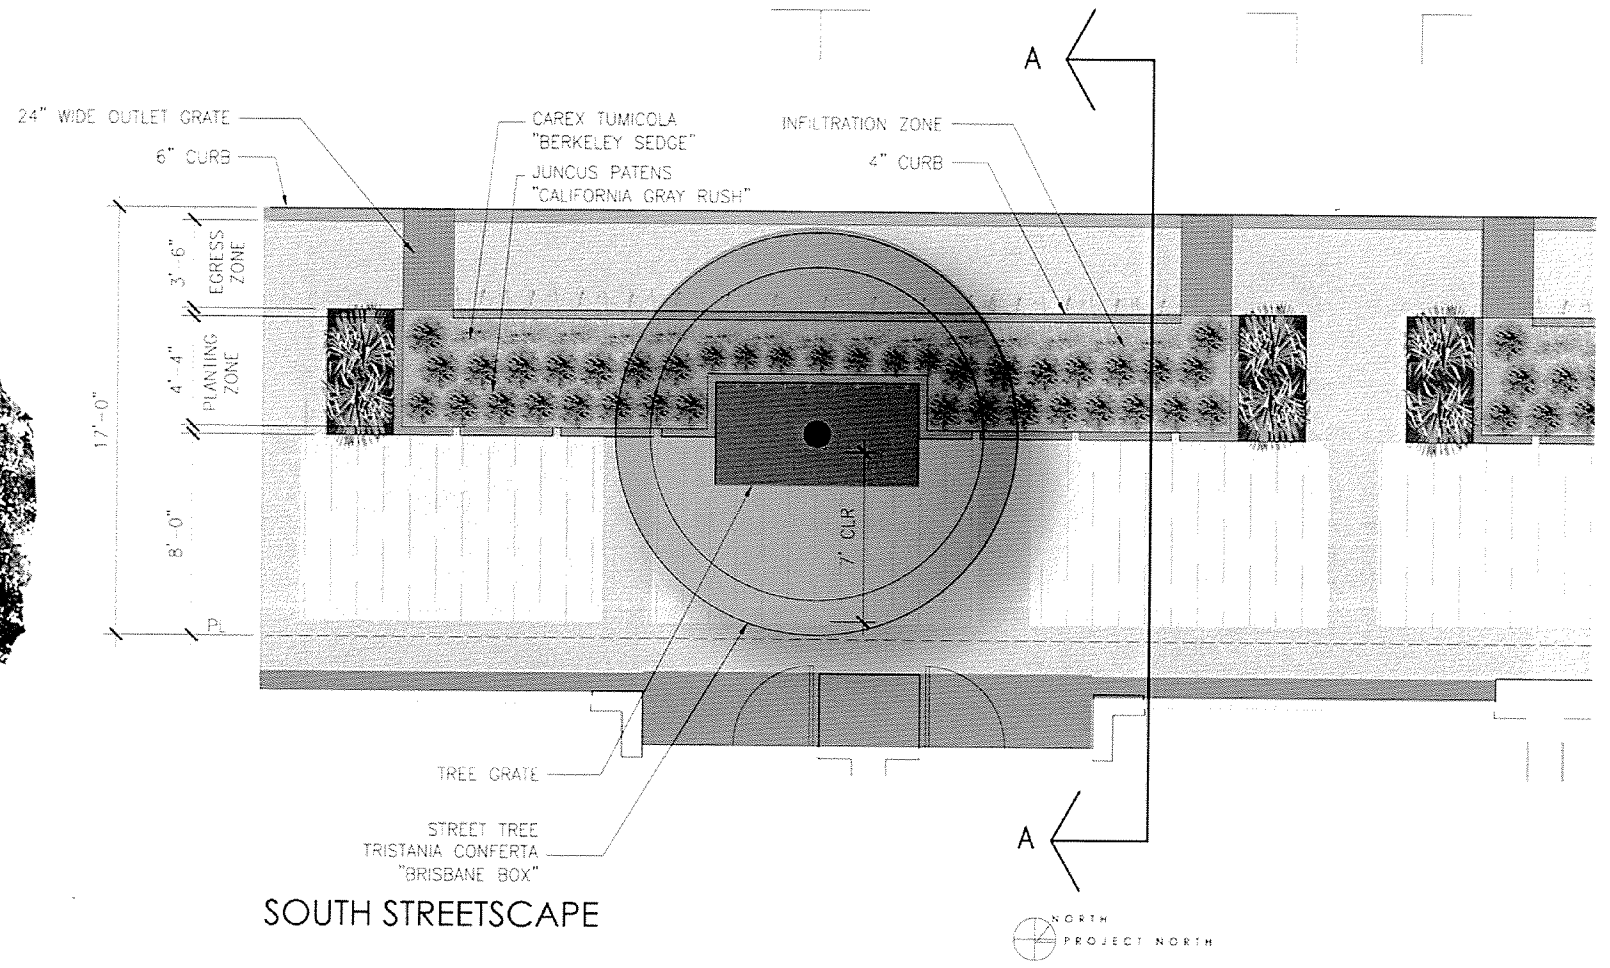 A
24" WIDE OUTLET GRATE
6" CURB
CAREX TUMICOLA
"BERKELEY SEDGE"
JUNCUS PATENS
"CALIFORNIA GRAY RUSH"
INFILTRATION ZONE
4" CURB
3'-6"
EGRESS
ZONE
4'-4"
PLANTING
ZONE
17'-0"
8'-0"
7' CLR
PL
TREE GRATE
STREET TREE
TRISTANIA CONFERTA
"BRISBANE BOX"
A
SOUTH STREETSCAPE
NORTH
PROJECT NORTH